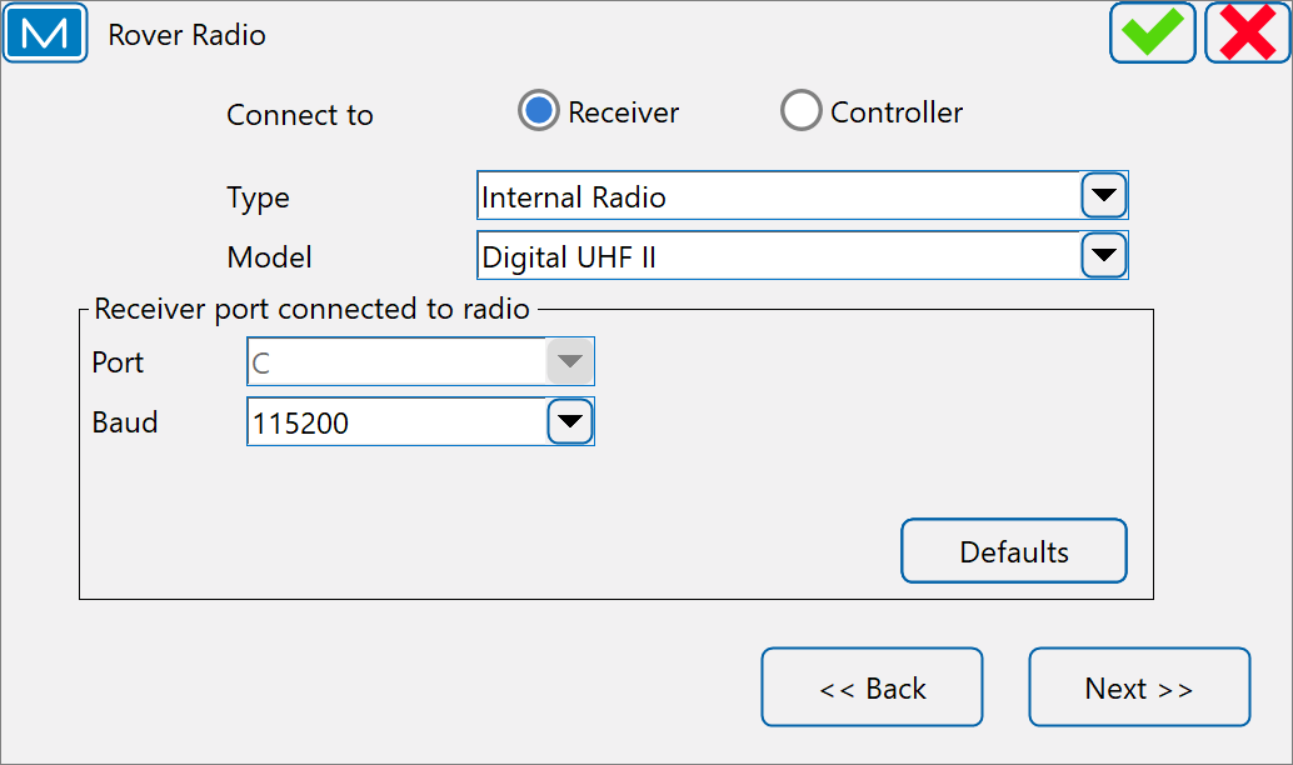 M Rover Radio
Connect to Receiver Controller
Type Internal Radio
Model Digital UHF II
Receiver port connected to radio
Port C
Baud 115200
Defaults
<< Back Next >>